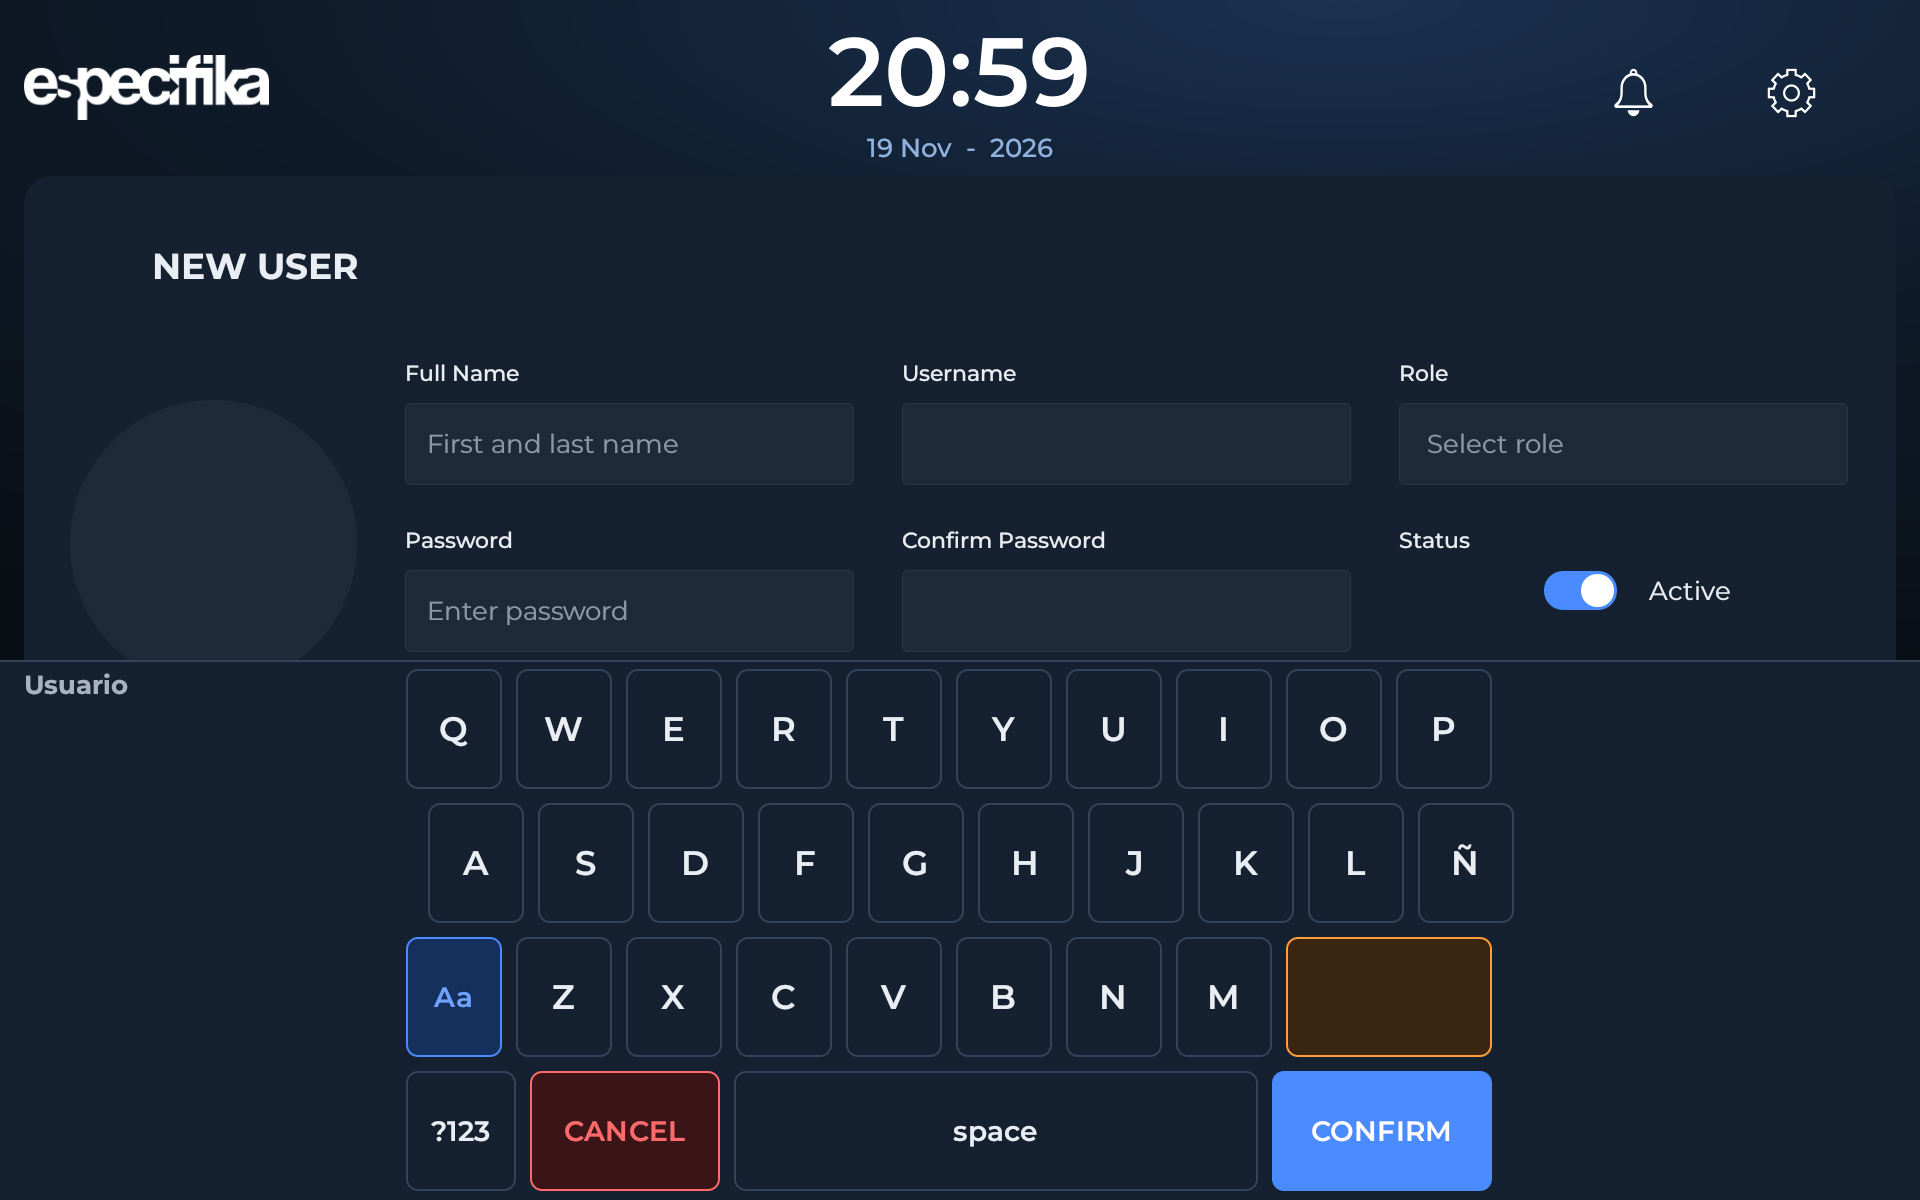 especifika
20:59
19 Nov - 2026
NEW USER
Full Name
Username
Role
First and last name
Select role
Password
Confirm Password
Status
Enter password
Active
Usuario
Q W E R T Y U I O P
A S D F G H J K L Ñ
Aa Z X C V B N M
?123 CANCEL space CONFIRM